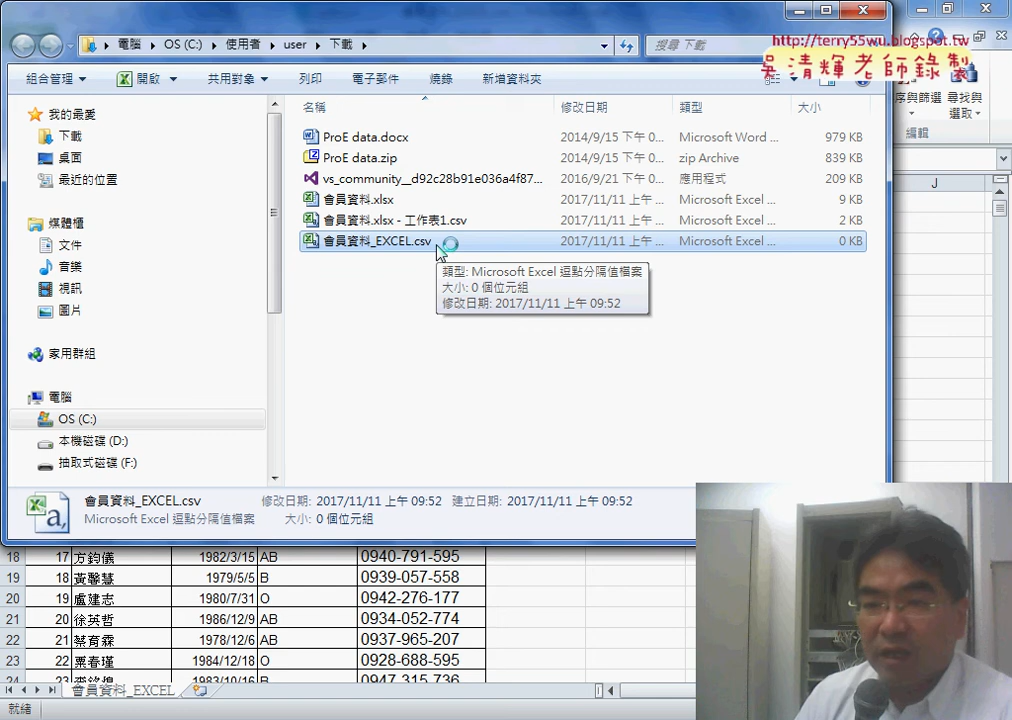 http://terry55wu.blogspot.tw
吳清輝老師錄製
電腦 OS (C:) 使用者 user 下載
搜尋 下載
組合管理 開啟 共用對象 列印 電子郵件 燒錄 新增資料夾
序與篩選 尋找與
選取
編輯
我的最愛
下載
桌面
最近的位置
媒體櫃
文件
音樂
視訊
圖片
家用群組
電腦
OS (C:)
本機磁碟 (D:)
抽取式磁碟 (F:)
名稱 修改日期 類型 大小
ProE data.docx 2014/9/15 下午 0... Microsoft Word ... 979 KB
ProE data.zip 2014/9/15 下午 0... zip Archive 839 KB
vs_community__d92c28b91e036a4f87... 2016/9/21 下午 0... 應用程式 209 KB
會員資料.xlsx 2017/11/11 上午 ... Microsoft Excel ... 9 KB
會員資料.xlsx - 工作表1.csv 2017/11/11 上午 ... Microsoft Excel ... 2 KB
會員資料_EXCEL.csv 2017/11/11 上午 ... Microsoft Excel ... 0 KB
類型: Microsoft Excel 逗點分隔值檔案
大小: 0 個位元組
修改日期: 2017/11/11 上午 09:52
J
會員資料_EXCEL.csv 修改日期: 2017/11/11 上午 09:52 建立日期: 2017/11/11 上午 09:52
Microsoft Excel 逗點分隔值檔案 大小: 0 個位元組
18 17 方鈞儀 1982/3/15 AB 0940-791-595
19 18 黃馨慧 1979/5/5 B 0939-057-558
20 19 盧建志 1980/7/31 O 0942-276-177
21 20 徐英哲 1986/12/9 AB 0934-052-774
22 21 蔡育霖 1978/12/6 AB 0937-965-207
23 22 粟春瑾 1984/12/18 O 0928-688-595
24 23 1983/10/16 B 0947-315-736
會員資料_EXCEL
就緒